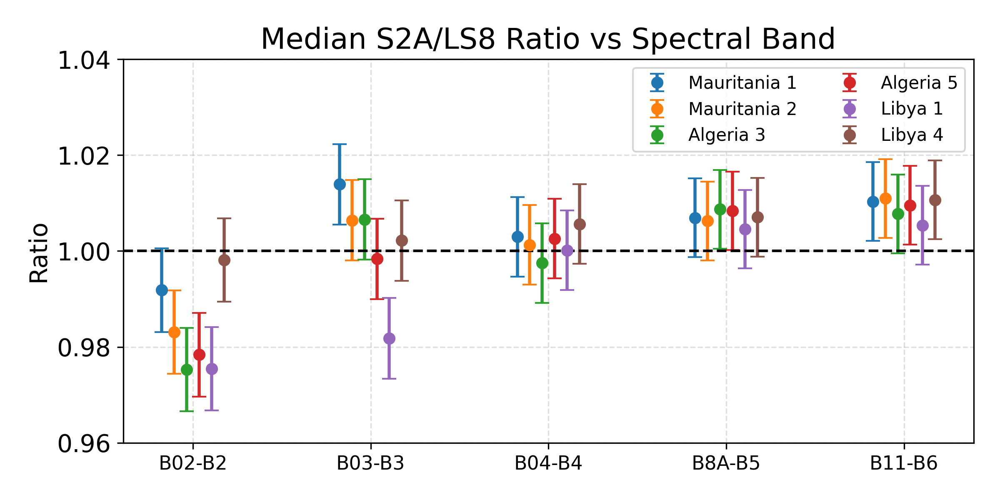 Median S2A/LS8 Ratio vs Spectral Band
1.04
1.02
1.00
0.98
0.96
Ratio
Mauritania 1
Mauritania 2
Algeria 3
Algeria 5
Libya 1
Libya 4
B02-B2
B03-B3
B04-B4
B8A-B5
B11-B6